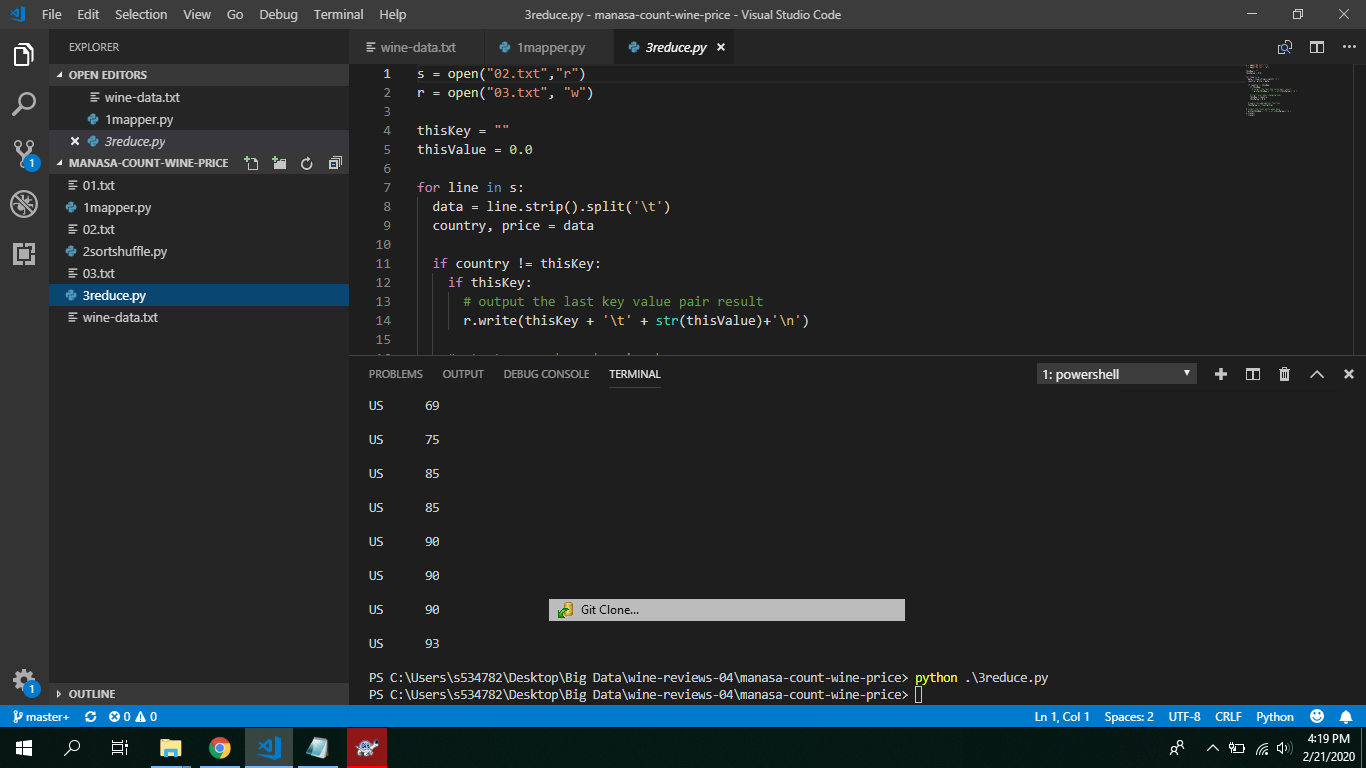 File Edit Selection View Go Debug Terminal Help
3reduce.py - manasa-count-wine-price - Visual Studio Code
EXPLORER
OPEN EDITORS
wine-data.txt
1mapper.py
3reduce.py
MANASA-COUNT-WINE-PRICE
01.txt
1mapper.py
02.txt
2sortshuffle.py
03.txt
3reduce.py
wine-data.txt
OUTLINE
1
1
wine-data.txt 1mapper.py 3reduce.py
1 s = open("02.txt","r")
2 r = open("03.txt", "w")
3
4 thisKey = ""
5 thisValue = 0.0
6
7 for line in s:
8 data = line.strip().split('\t')
9 country, price = data
10
11 if country != thisKey:
12 if thisKey:
13 # output the last key value pair result
14 r.write(thisKey + '\t' + str(thisValue)+'\n')
15
PROBLEMS OUTPUT DEBUG CONSOLE TERMINAL
1: powershell
US 69
US 75
US 85
US 85
US 90
US 90
US 90
Git Clone...
US 93
PS C:\Users\s534782\Desktop\Big Data\wine-reviews-04\manasa-count-wine-price> python .\3reduce.py
PS C:\Users\s534782\Desktop\Big Data\wine-reviews-04\manasa-count-wine-price>
master+ 0 0
Ln 1, Col 1 Spaces: 2 UTF-8 CRLF Python
4:19 PM
2/21/2020